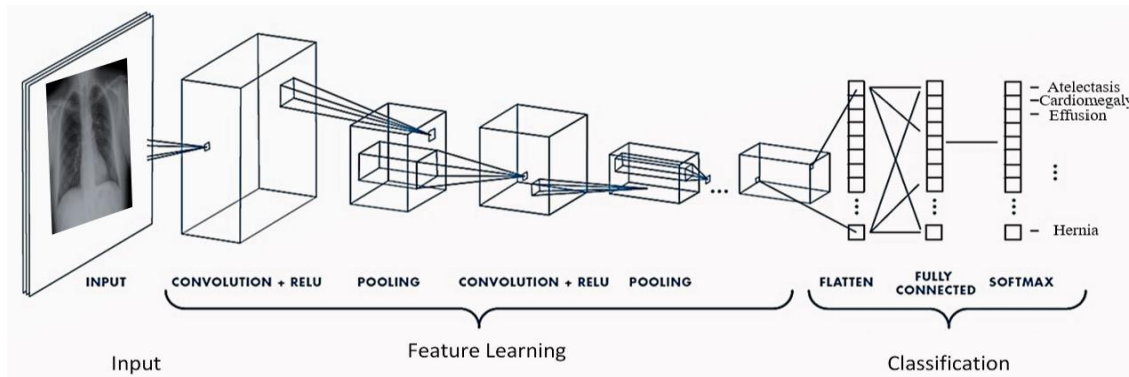 Atelectasis
Cardiomegaly
Effusion
Hernia
INPUT
CONVOLUTION + RELU
POOLING
CONVOLUTION + RELU
POOLING
FLATTEN
FULLY
CONNECTED
SOFTMAX
Input
Feature Learning
Classification